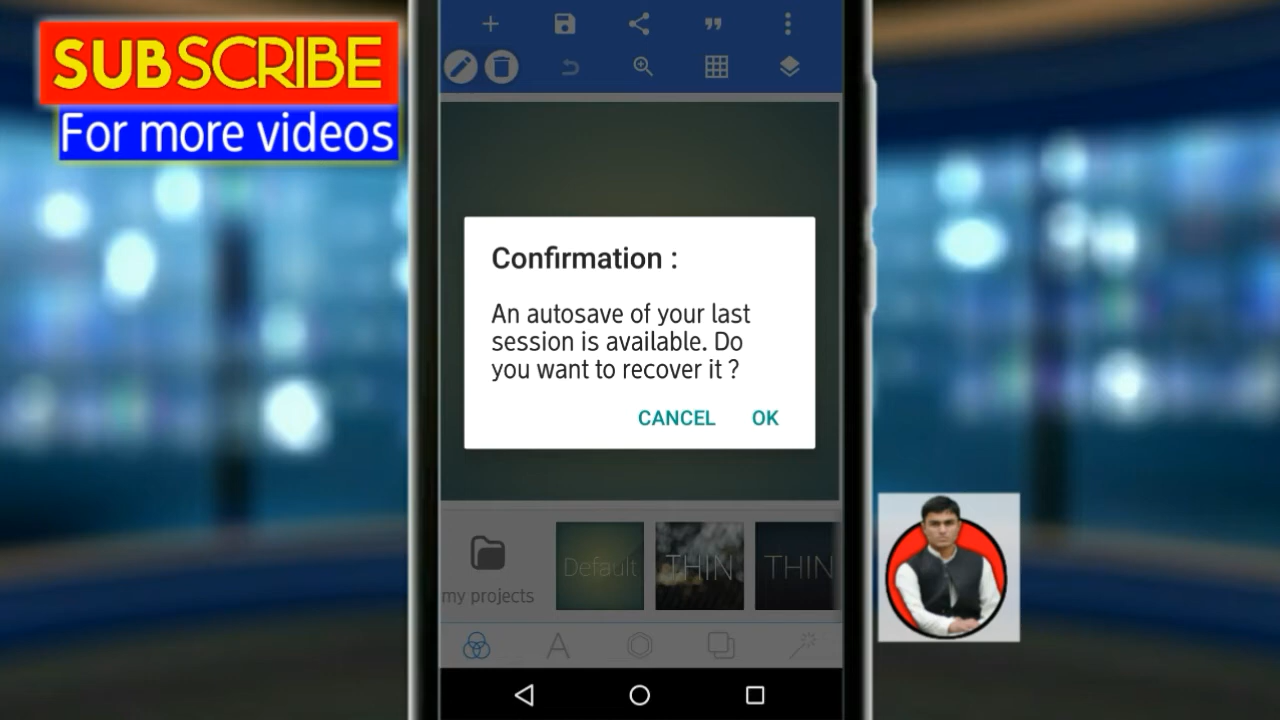 SUBSCRIBE
For more videos
Confirmation :
An autosave of your last
session is available. Do
you want to recover it ?
CANCEL OK
my projects
Default
THIN
THIN
A